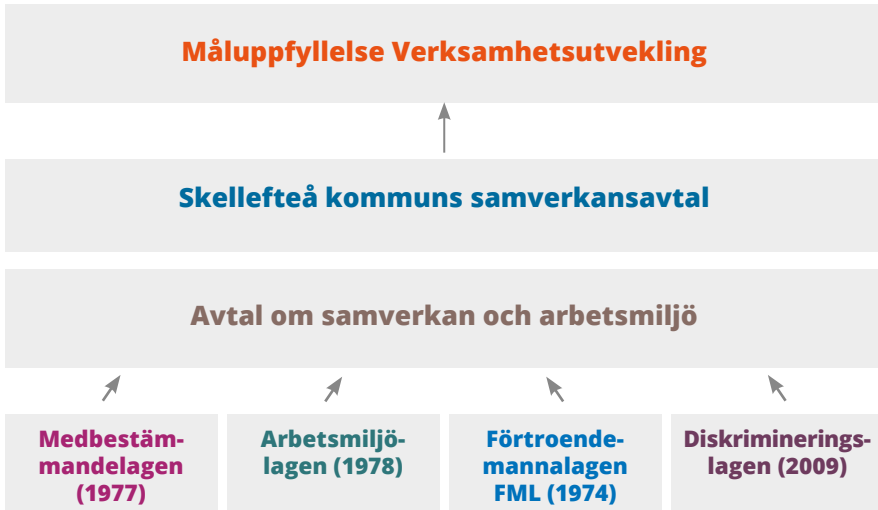 Måluppfyllelse Verksamhetsutvekling
Skellefteå kommuns samverkansavtal
Avtal om samverkan och arbetsmiljö
Medbestäm-
mandelagen
(1977)
Arbetsmiljö-
lagen (1978)
Förtroende-
mannalagen
FML (1974)
Diskriminerings-
lagen (2009)